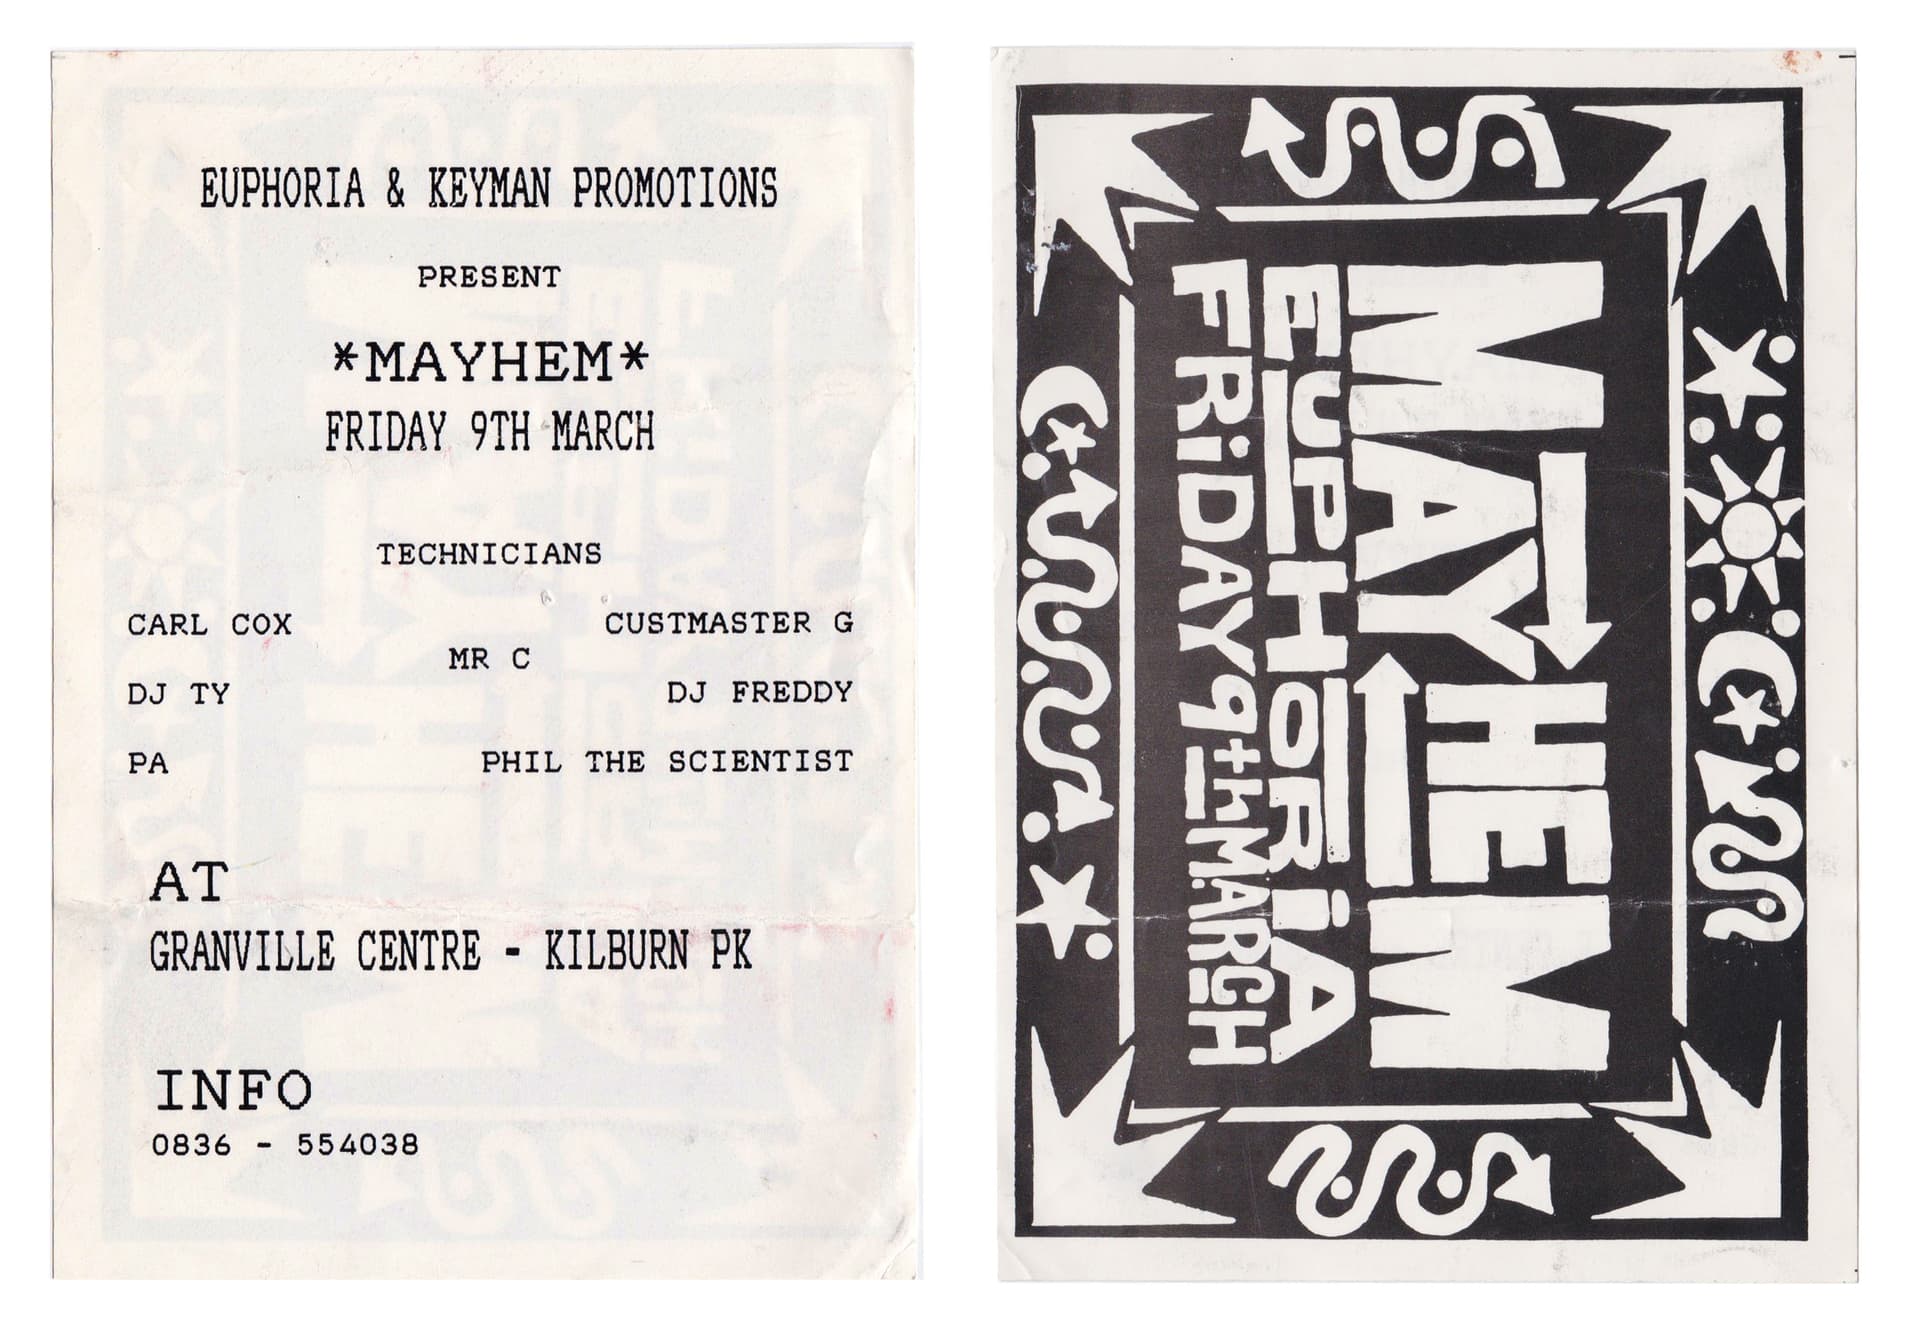 EUPHORIA & KEYMAN PROMOTIONS
PRESENT
*MAYHEM*
FRIDAY 9TH MARCH
TECHNICIANS
CARL COX CUSTMASTER G
MR C
DJ TY DJ FREDDY
PA PHIL THE SCIENTIST
AT
GRANVILLE CENTRE - KILBURN PK
INFO
0836 - 554038
MAYHEM
EUPHORiA
FRiDAY 9th MARCH